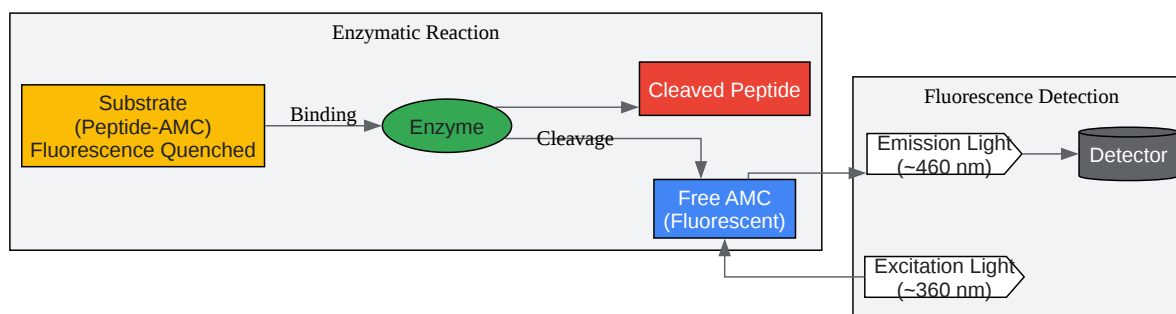 Enzymatic Reaction
Substrate
(Peptide-AMC)
Fluorescence Quenched
Binding
Enzyme
Cleavage
Cleaved Peptide
Free AMC
(Fluorescent)
Fluorescence Detection
Emission Light
(~460 nm)
Detector
Excitation Light
(~360 nm)